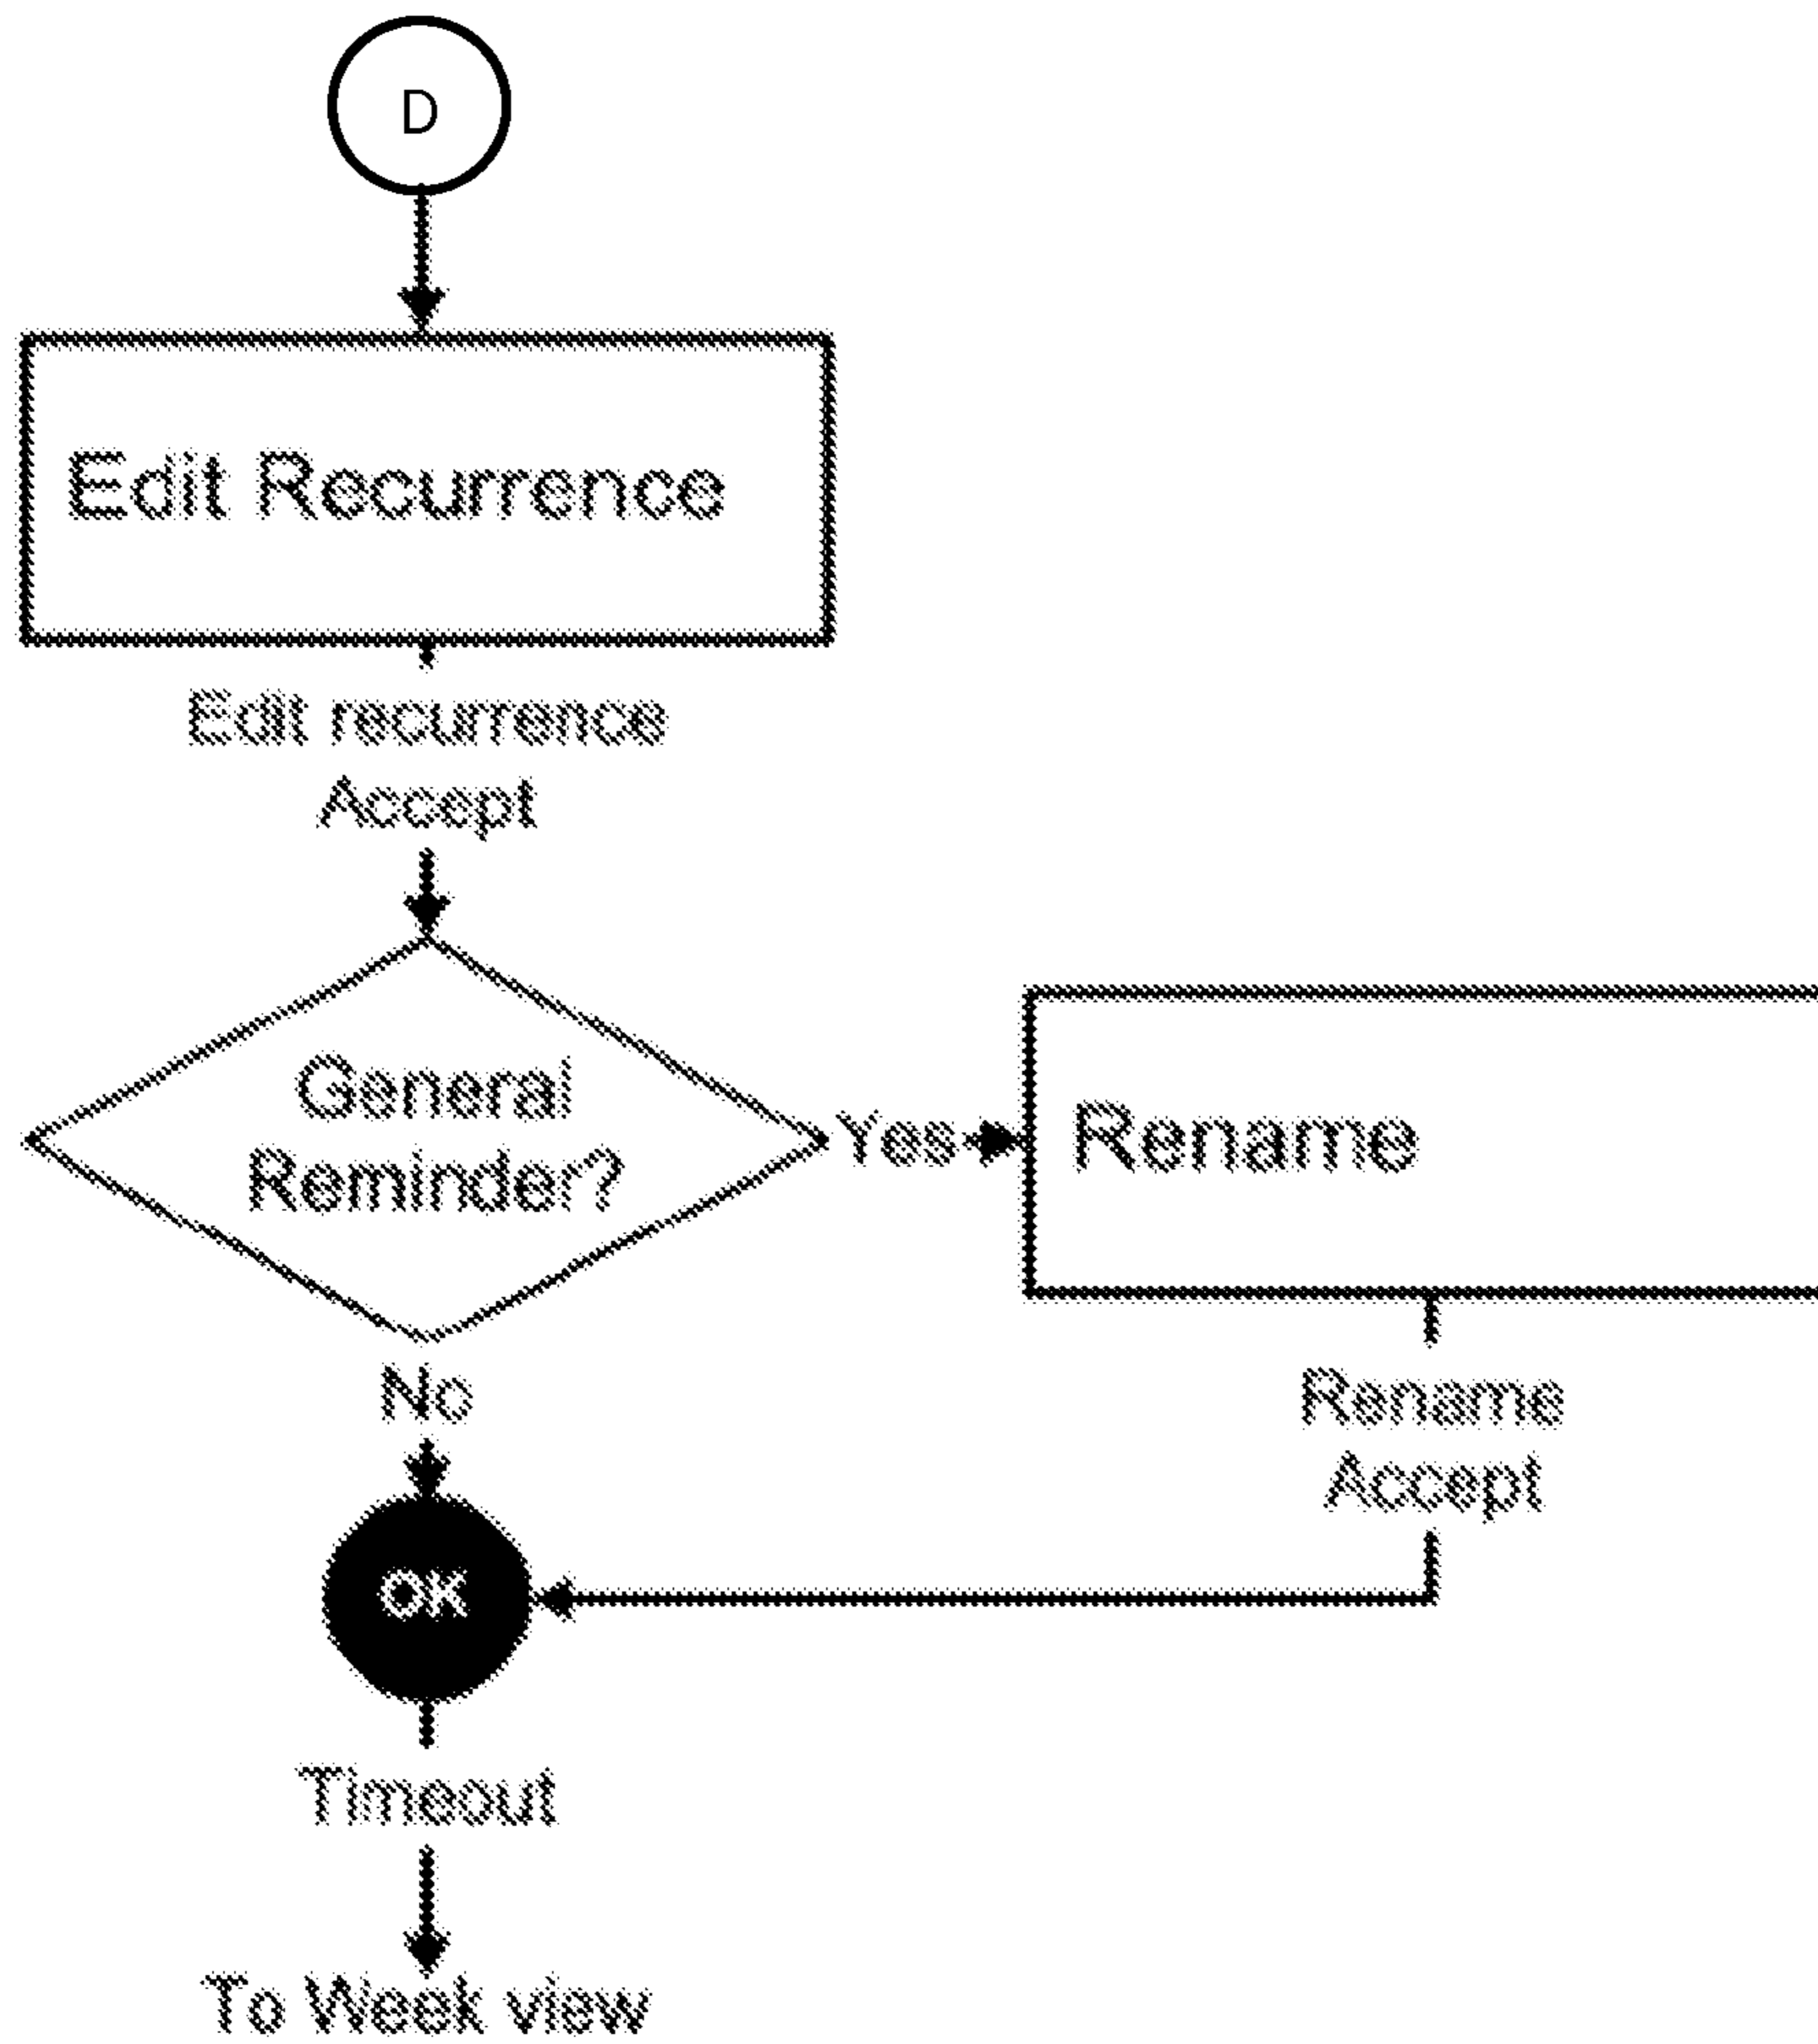 D
Edit Recurrence
Edit recurrence
Accept
General
Reminder?
Yes
Rename
No
Rename
Accept
OK
Timeout
To Week view